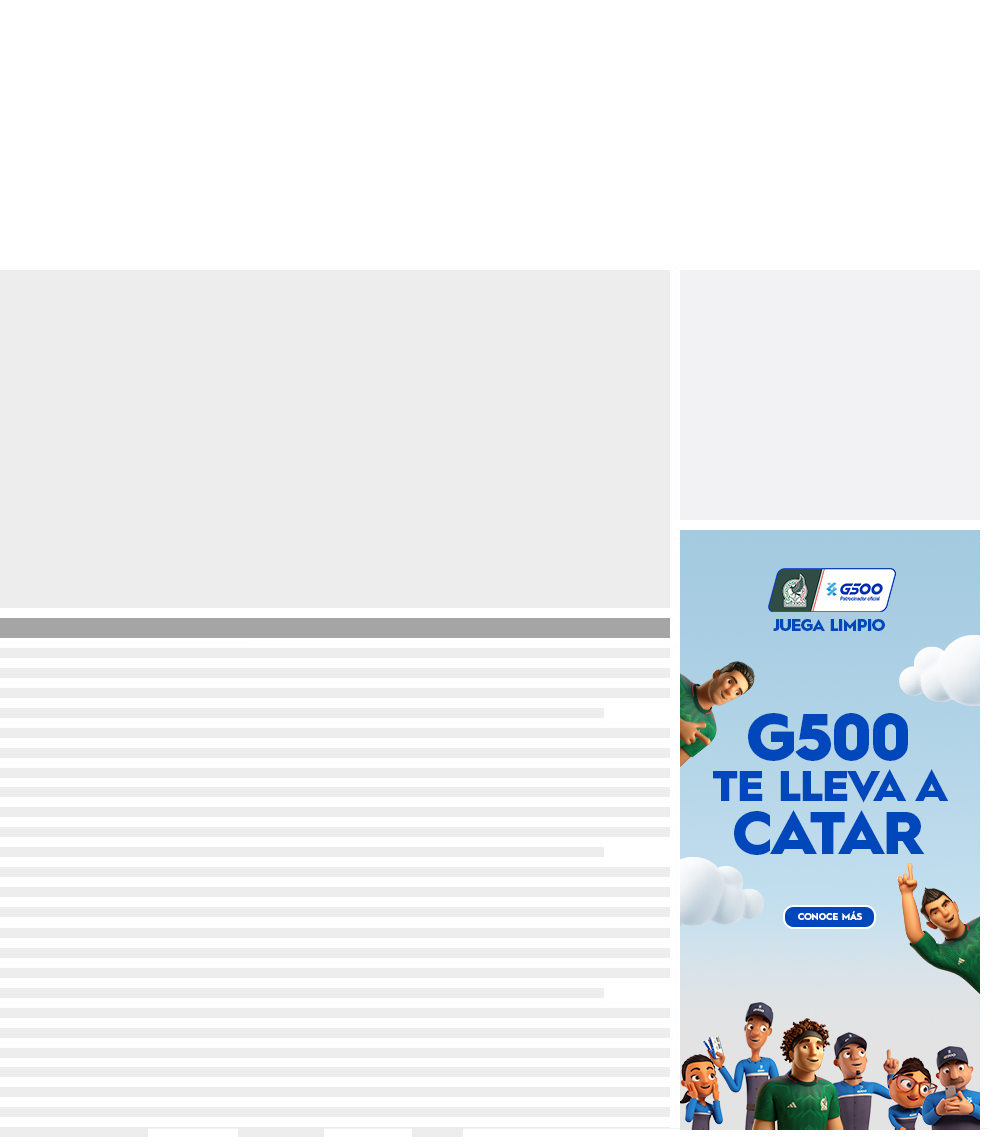 G500
Patrocinador oficial
JUEGA LIMPIO
G500
TE LLEVA A
CATAR
CONOCE MÁS